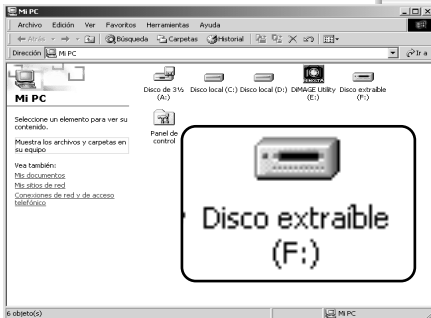 Mi PC
Archivo Edición Ver Favoritos Herramientas Ayuda
Atrás Búsqueda Carpetas Historial
Dirección Mi PC Ir a
Mi PC
Seleccione un elemento para ver su
contenido.
Muestra los archivos y carpetas en
su equipo
Vea también:
Mis documentos
Mis sitios de red
Conexiones de red y de acceso
telefónico
Disco de 3½
(A:)
Disco local (C:)
Disco local (D:)
MINOLTA
DiMAGE Utility
(E:)
Disco extraíble
(F:)
Panel de
control
Disco extraíble
(F:)
6 objeto(s) Mi PC